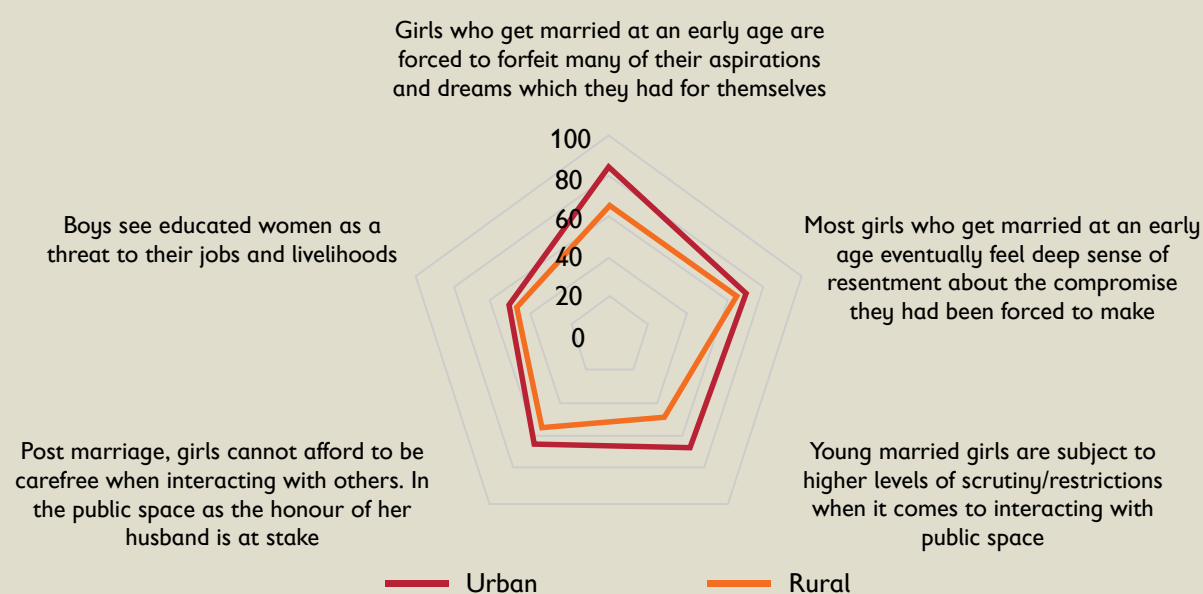 Girls who get married at an early age are
forced to forfeit many of their aspirations
and dreams which they had for themselves
100
80
60
40
20
0
Boys see educated women as a
threat to their jobs and livelihoods
Most girls who get married at an early
age eventually feel deep sense of
resentment about the compromise
they had been forced to make
Post marriage, girls cannot afford to be
carefree when interacting with others. In
the public space as the honour of her
husband is at stake
Young married girls are subject to
higher levels of scrutiny/restrictions
when it comes to interacting with
public space
Urban
Rural